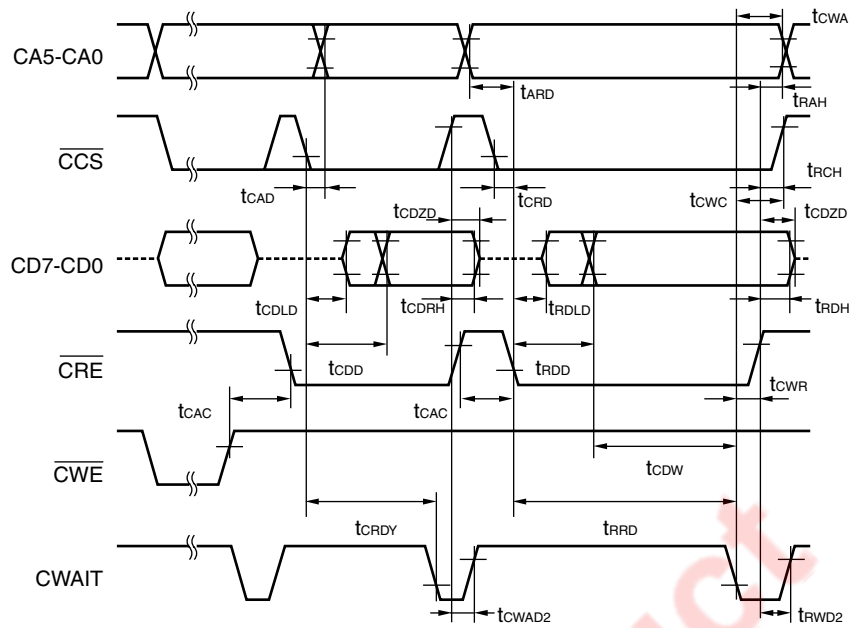 tCWA
CA5-CA0
tARD
tRAH
CCS
tCAD
tCRD
tRCH
tCWC
tCDZD
tCDZD
CD7-CD0
tCDLD
tCDRH
tRDLD
tRDH
CRE
tCDD
tRDD
tCWR
tCAC
tCAC
CWE
tCDW
tCRDY
tRRD
CWAIT
tCWAD2
tRWD2